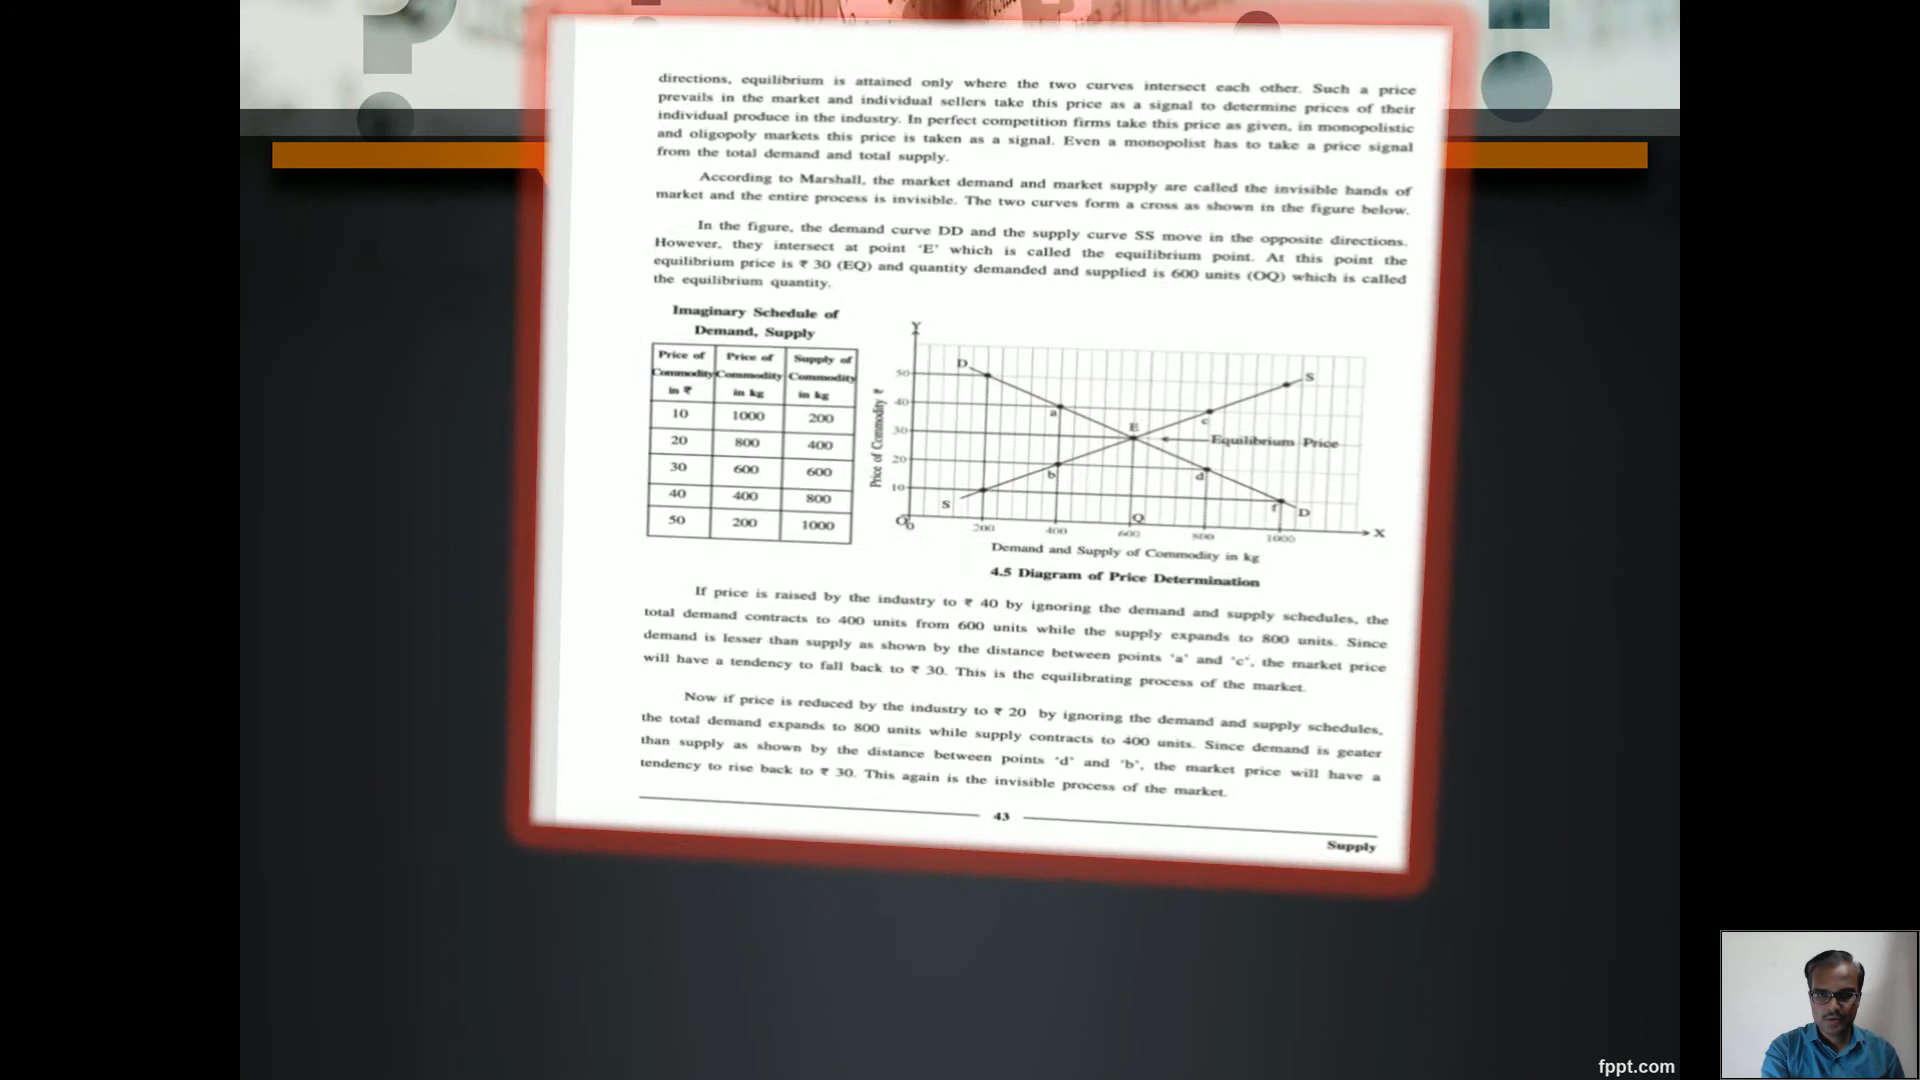 directions, equilibrium is attained only where the two curves intersect each other. Such a price
prevails in the market and individual sellers take this price as a signal to determine prices of their
individual produce in the industry. In perfect competition firms take this price as given, in monopolistic
and oligopoly markets this price is taken as a signal. Even a monopolist has to take a price signal
from the total demand and total supply.
According to Marshall, the market demand and market supply are called the invisible hands of
market and the entire process is invisible. The two curves form a cross as shown in the figure below.
In the figure, the demand curve DD and the supply curve SS move in the opposite directions.
However, they intersect at point 'E' which is called the equilibrium point. At this point the
equilibrium price is ₹ 30 (EQ) and quantity demanded and supplied is 600 units (OQ) which is called
the equilibrium quantity.
Imaginary Schedule of
Demand, Supply
Price of Price of Supply of
Commodity Commodity Commodity
in ₹ in kg in kg
10 1000 200
20 800 400
30 600 600
40 400 800
50 200 1000
Y
Price of Commodity ₹
50
40
30
20
10
D
S
a
c
E
Equilibrium Price
b
d
S
f
D
O
0
Q
X
200 400 600 800 1000
Demand and Supply of Commodity in kg
4.5 Diagram of Price Determination
If price is raised by the industry to ₹ 40 by ignoring the demand and supply schedules, the
total demand contracts to 400 units from 600 units while the supply expands to 800 units. Since
demand is lesser than supply as shown by the distance between points 'a' and 'c', the market price
will have a tendency to fall back to ₹ 30. This is the equilibrating process of the market.
Now if price is reduced by the industry to ₹ 20 by ignoring the demand and supply schedules,
the total demand expands to 800 units while supply contracts to 400 units. Since demand is geater
than supply as shown by the distance between points 'd' and 'b', the market price will have a
tendency to rise back to ₹ 30. This again is the invisible process of the market.
43
Supply
fppt.com